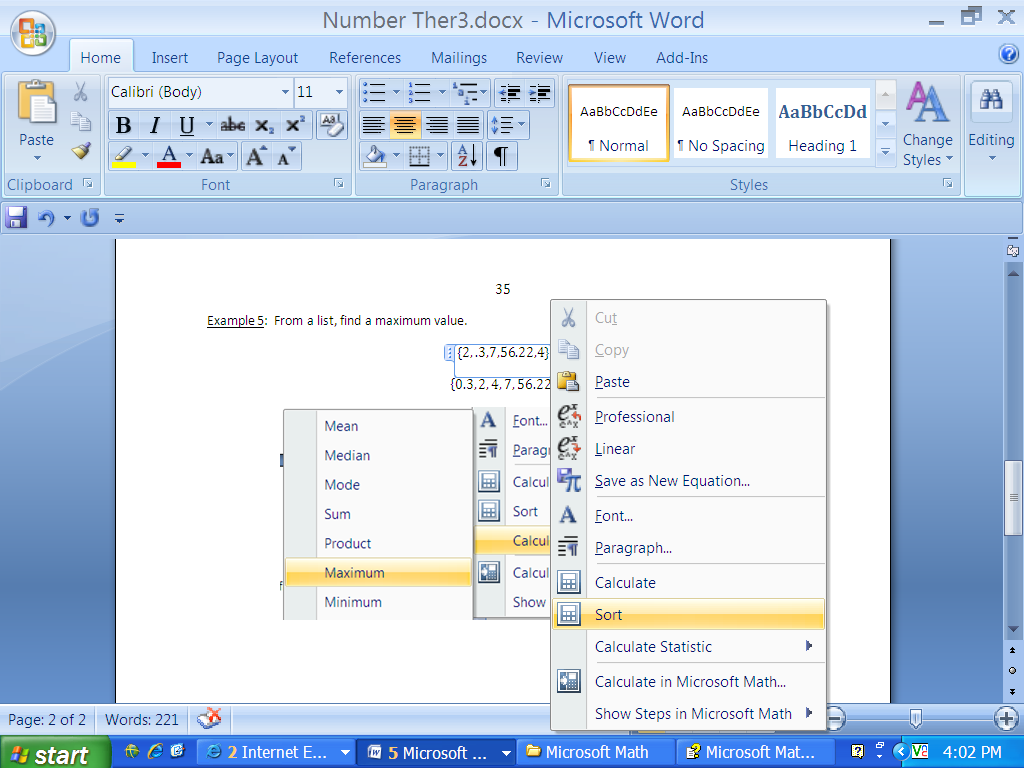 Number Ther3.docx - Microsoft Word
Home Insert Page Layout References Mailings Review View Add-Ins
Calibri (Body) 11
AaBbCcDdEe AaBbCcDdEe AaBbCcDd
Paste
¶ Normal ¶ No Spacing Heading 1
Change Styles
Editing
Clipboard Font Paragraph Styles
35
Example 5: From a list, find a maximum value.
{2,.3,7,56.22,4}
{0.3, 2, 4, 7, 56.22
Mean
Median
Mode
Sum
Product
Maximum
Minimum
Font...
Paragr
Calcul
Sort
Calcul
Calcul
Show
Cut
Copy
Paste
Professional
Linear
Save as New Equation...
Font...
Paragraph...
Calculate
Sort
Calculate Statistic
Calculate in Microsoft Math...
Show Steps in Microsoft Math
Page: 2 of 2 Words: 221
start 2 Internet E... 5 Microsoft ... Microsoft Math Microsoft Mat... 4:02 PM